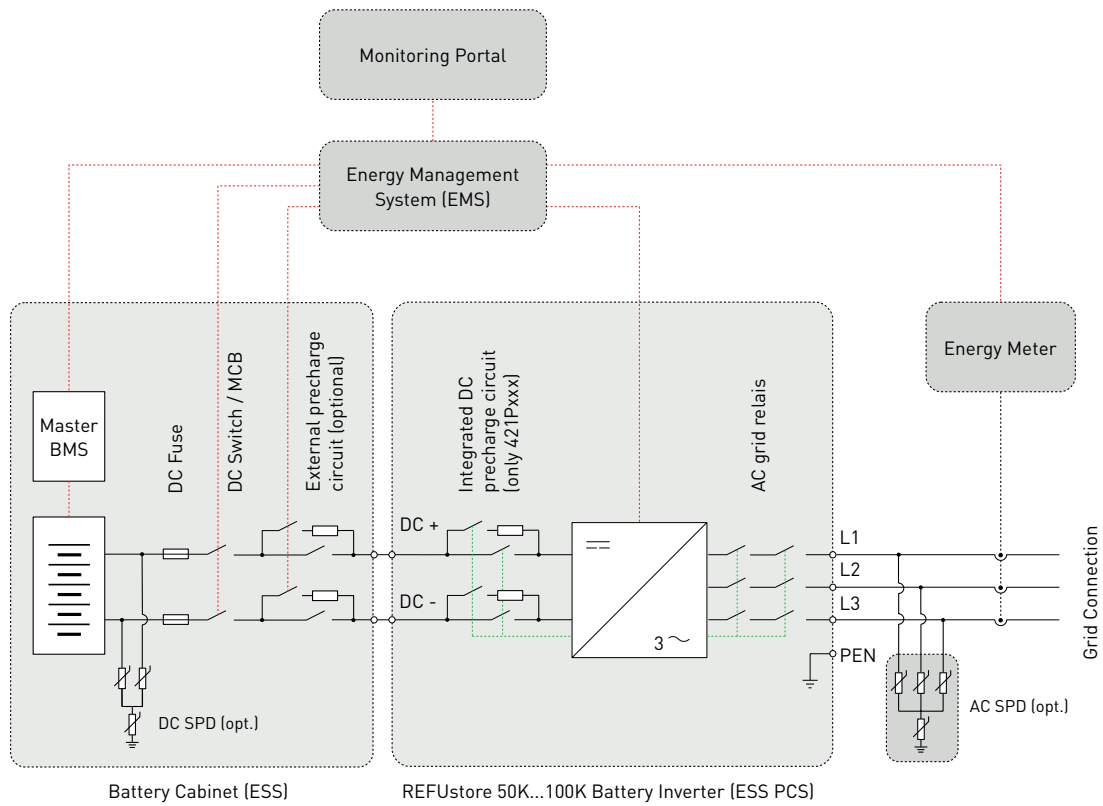 Monitoring Portal
Energy Management
System (EMS)
Energy Meter
Master
BMS
DC Fuse
DC Switch / MCB
External precharge
circuit (optional)
Integrated DC
precharge circuit
(only 421Pxxx)
AC grid relais
DC +
DC -
3
L1
L2
L3
PEN
Grid Connection
DC SPD (opt.)
AC SPD (opt.)
Battery Cabinet (ESS)
REFUstore 50K...100K Battery Inverter (ESS PCS)